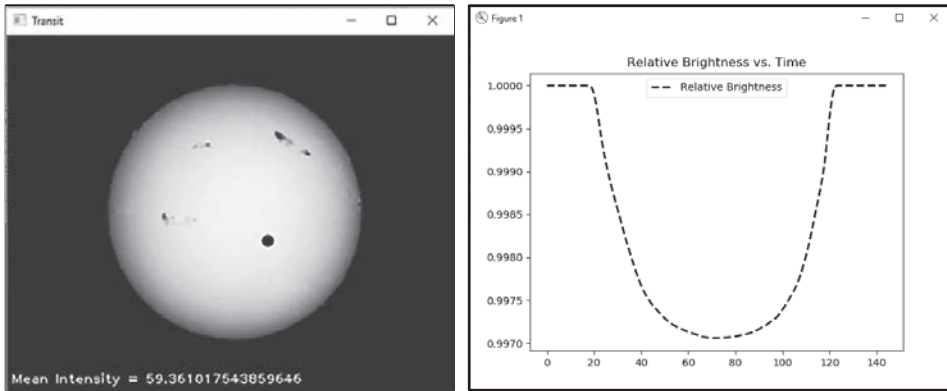 Transit
Mean Intensity = 59.361017543859646
Figure 1
Relative Brightness vs. Time
Relative Brightness
1.0000
0.9995
0.9990
0.9985
0.9980
0.9975
0.9970
0 20 40 60 80 100 120 140